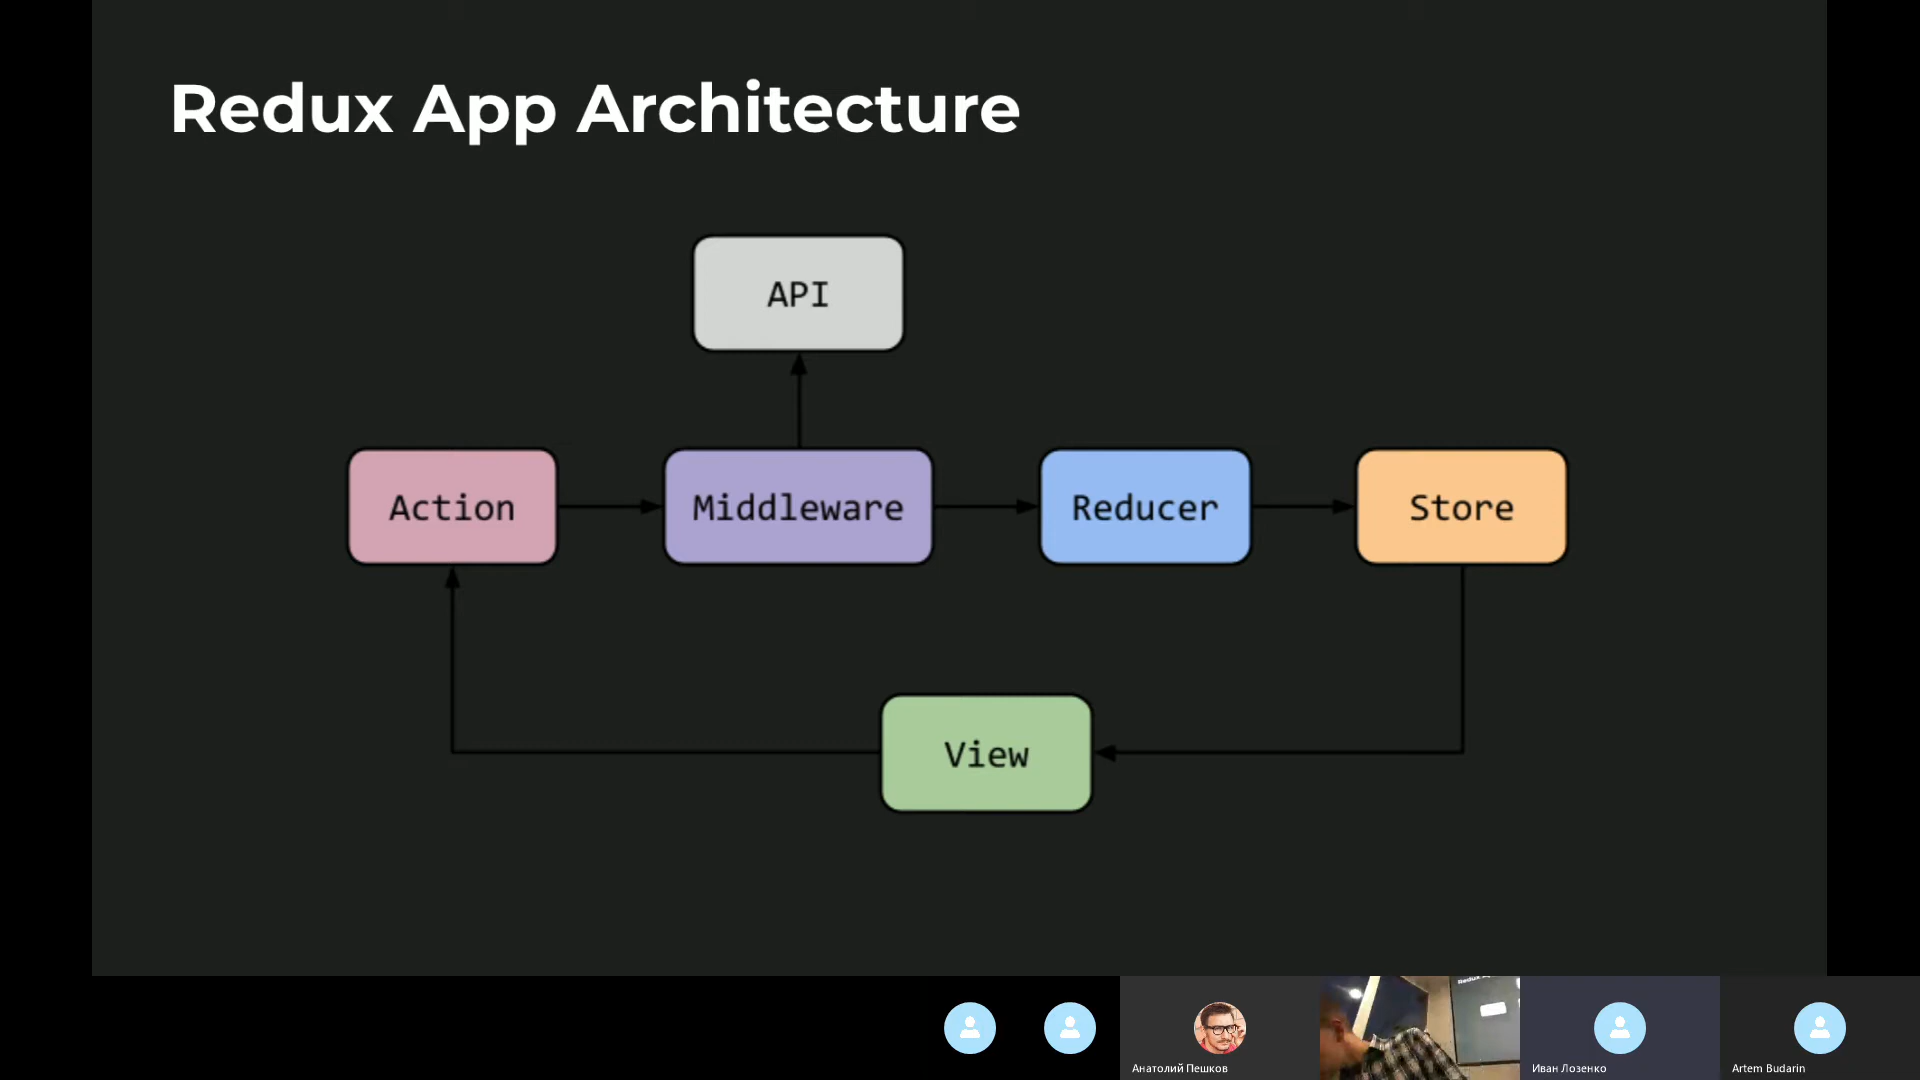 Redux App Architecture
API
Action
Middleware
Reducer
Store
View
Анатолий Пешков
Иван Лозенко
Artem Budarin